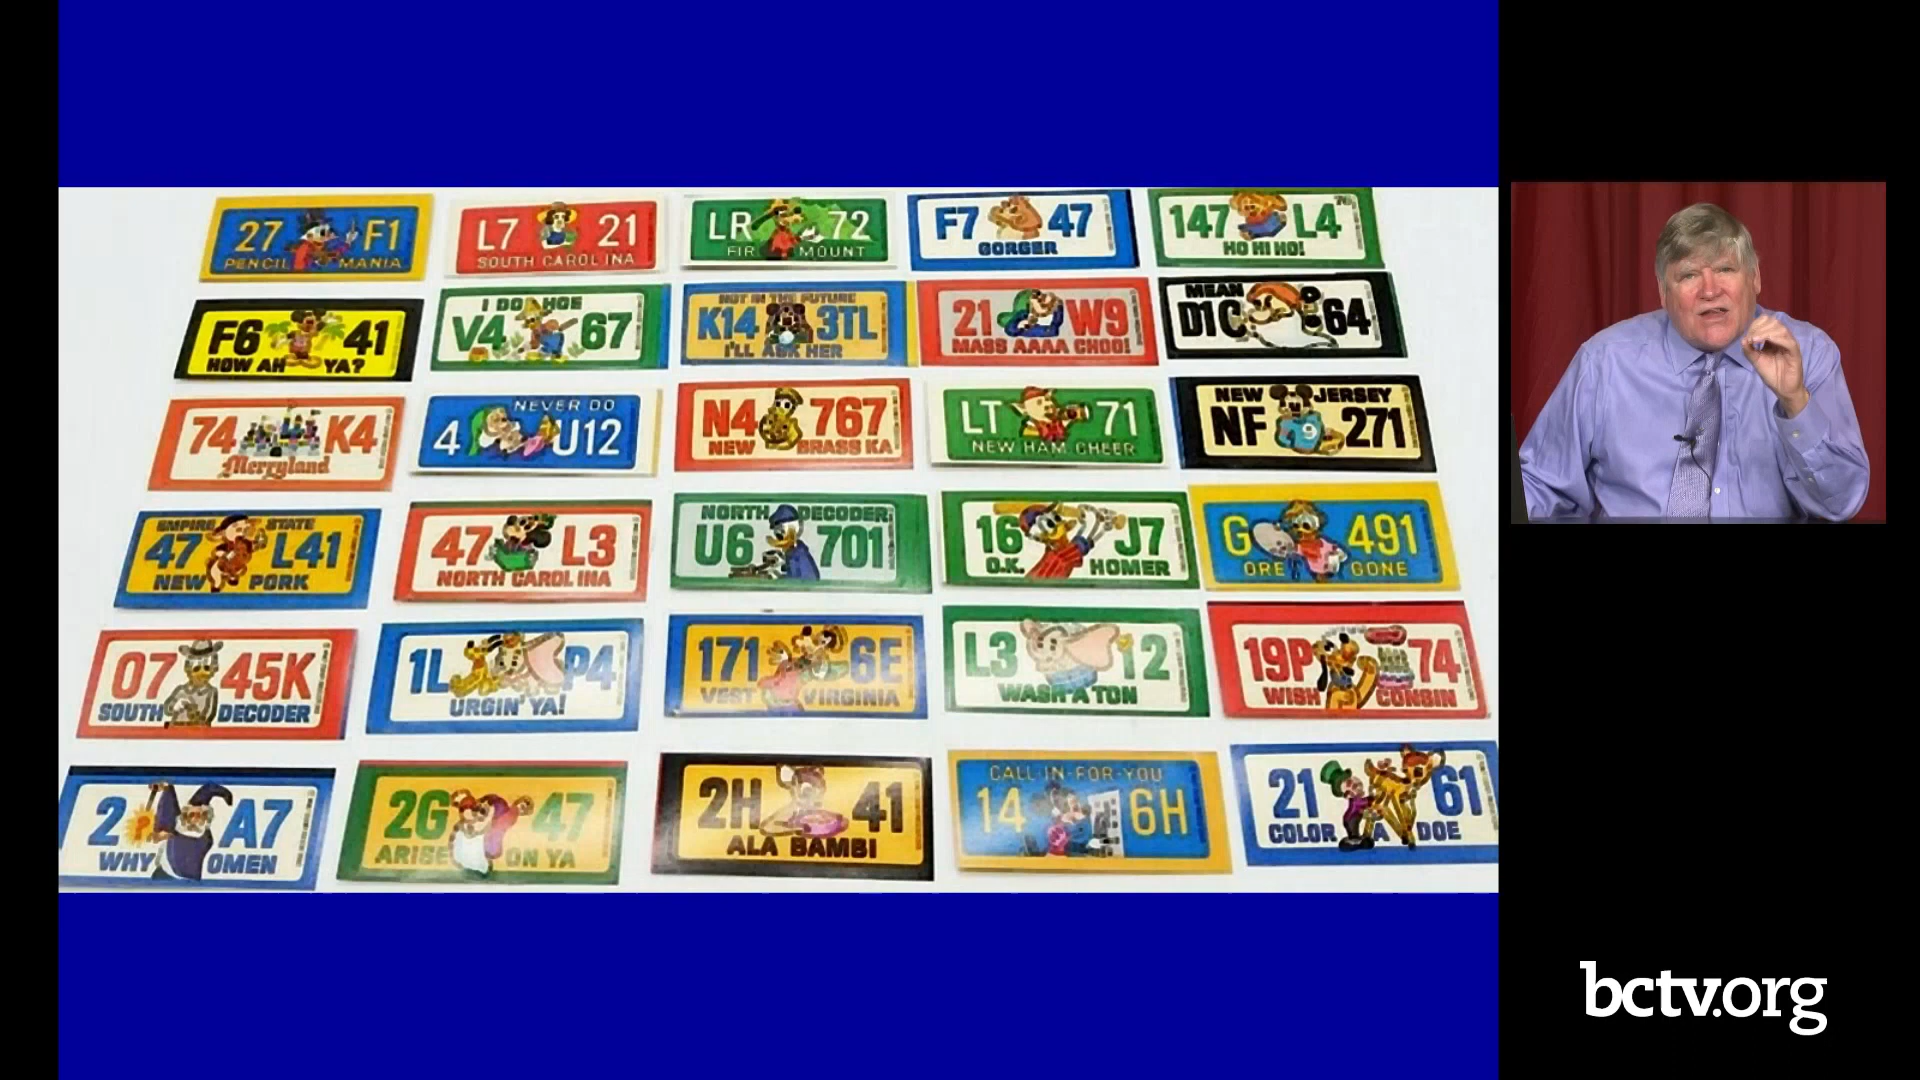 27 F1
PENCIL MANIA
L7 21
SOUTH CAROL INA
LR 72
FIR MOUNT
F7 47
GORGER
147 L4
HO HI HO!
F6 41
HOW AH YA?
I DO HOE
V4 67
NOT IN THE FUTURE
K14 3TL
I'LL ASK HER
21 W9
MASS AAAA CHOO!
MEAN
D1C 64
74 K4
Merryland
NEVER DO
4 U12
N4 767
NEW BRASS KA
LT 71
NEW HAM CHEER
NEW JERSEY
NF 271
9
EMPIRE STATE
47 L41
NEW PORK
47 L3
NORTH CAROL INA
NORTH DECODER
U6 701
16 J7
O.K. HOMER
G 491
ORE GONE
07 45K
SOUTH DECODER
1L P4
URGIN' YA!
171 6E
VEST VIRGINIA
L3 12
WASH A TON
19P 74
WISH CONSIN
2 A7
WHY OMEN
2G 47
ARISE ON YA
2H 41
ALA BAMBI
CALL-IN-FOR-YOU
14 6H
21 61
COLOR A DOE
bctv.org